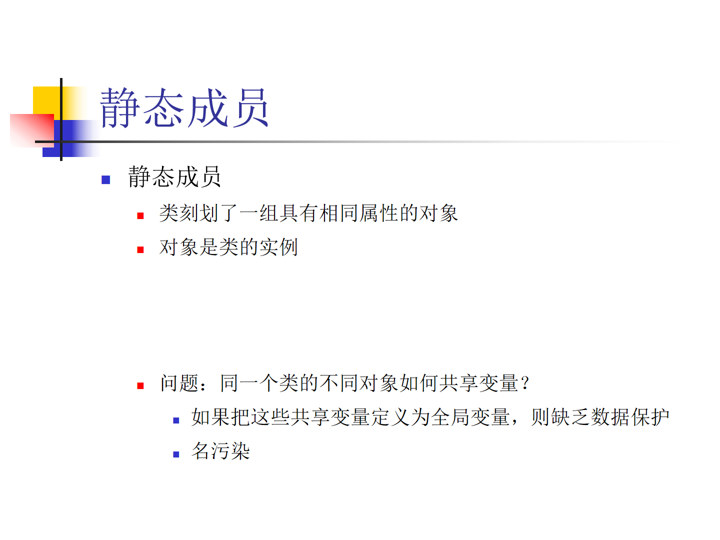 静态成员
静态成员
类刻划了一组具有相同属性的对象
对象是类的实例
问题：同一个类的不同对象如何共享变量？
如果把这些共享变量定义为全局变量，则缺乏数据保护
名污染